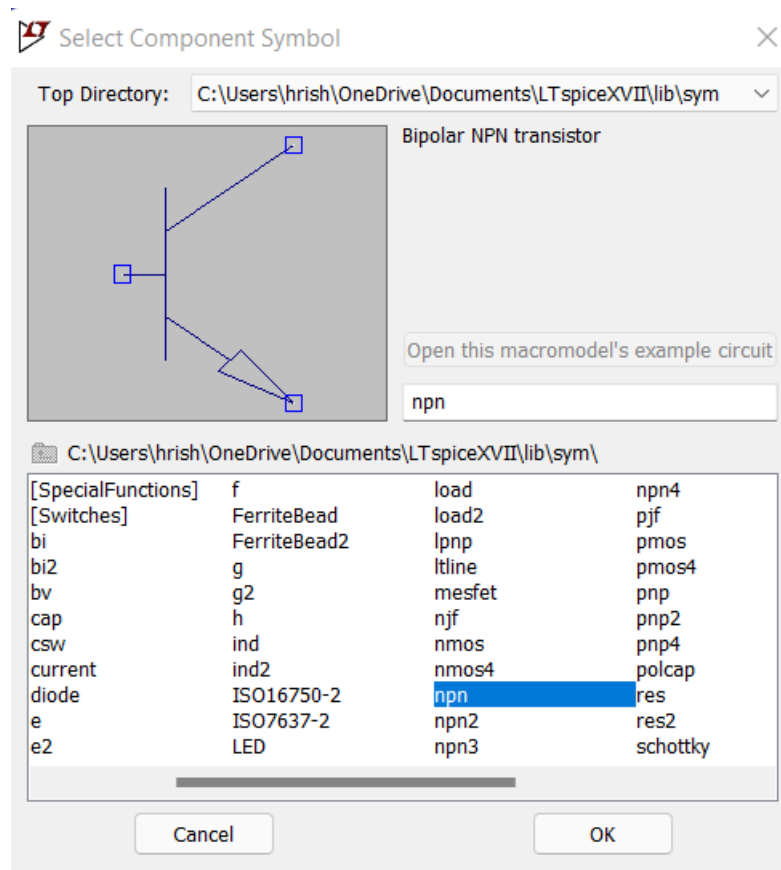 Select Component Symbol
Top Directory: C:\Users\hrish\OneDrive\Documents\LTspiceXVII\lib\sym
Bipolar NPN transistor
Open this macromodel's example circuit
npn
C:\Users\hrish\OneDrive\Documents\LTspiceXVII\lib\sym\
[SpecialFunctions] f load npn4
[Switches] FerriteBead load2 pjf
bi FerriteBead2 lpnp pmos
bi2 g ltline pmos4
bv g2 mesfet pnp
cap h njf pnp2
csw ind nmos pnp4
current ind2 nmos4 polcap
diode ISO16750-2 npn res
e ISO7637-2 npn2 res2
e2 LED npn3 schottky
Cancel OK